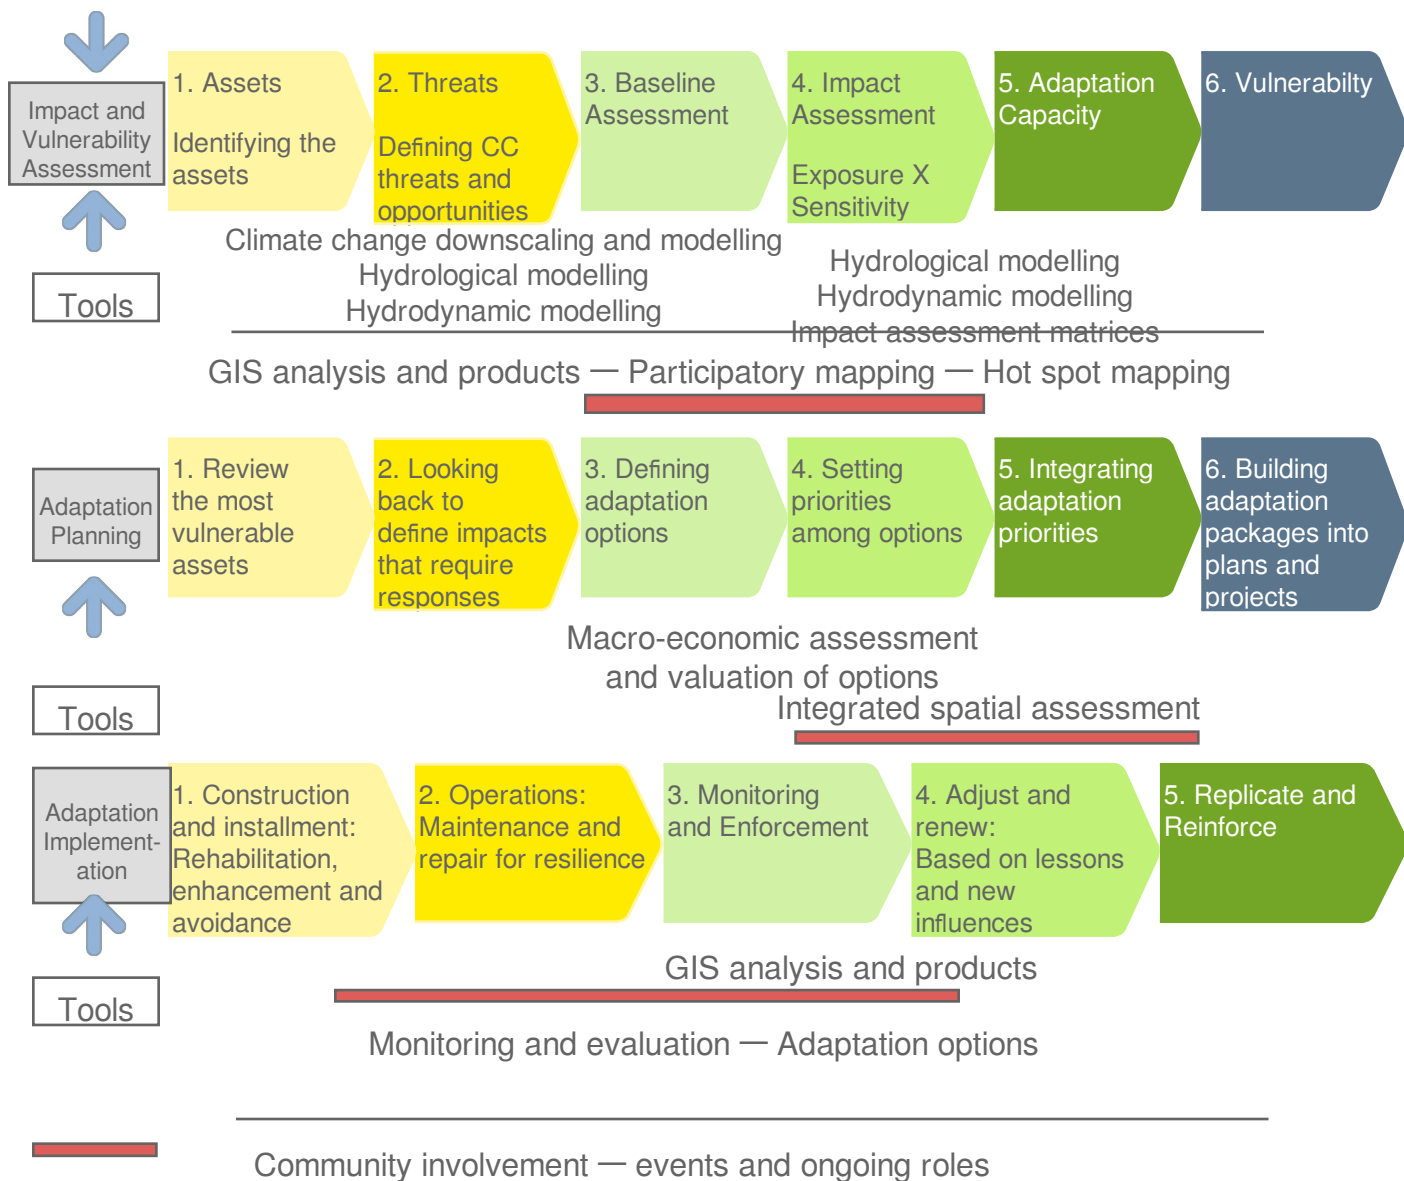 Impact and
Vulnerability
Assessment
1. Assets
Identifying the
assets
2. Threats
Defining CC
threats and
opportunities
3. Baseline
Assessment
4. Impact
Assessment
Exposure X
Sensitivity
5. Adaptation
Capacity
6. Vulnerabilty
Tools
Climate change downscaling and modelling
Hydrological modelling
Hydrodynamic modelling
Hydrological modelling
Hydrodynamic modelling
Impact assessment matrices
GIS analysis and products — Participatory mapping — Hot spot mapping
Adaptation
Planning
1. Review
the most
vulnerable
assets
2. Looking
back to
define impacts
that require
responses
3. Defining
adaptation
options
4. Setting
priorities
among options
5. Integrating
adaptation
priorities
6. Building
adaptation
packages into
plans and
projects
Tools
Macro-economic assessment
and valuation of options
Integrated spatial assessment
Adaptation
Implement-
ation
1. Construction
and installment:
Rehabilitation,
enhancement and
avoidance
2. Operations:
Maintenance and
repair for resilience
3. Monitoring
and Enforcement
4. Adjust and
renew:
Based on lessons
and new
influences
5. Replicate and
Reinforce
Tools
GIS analysis and products
Monitoring and evaluation — Adaptation options
Community involvement — events and ongoing roles